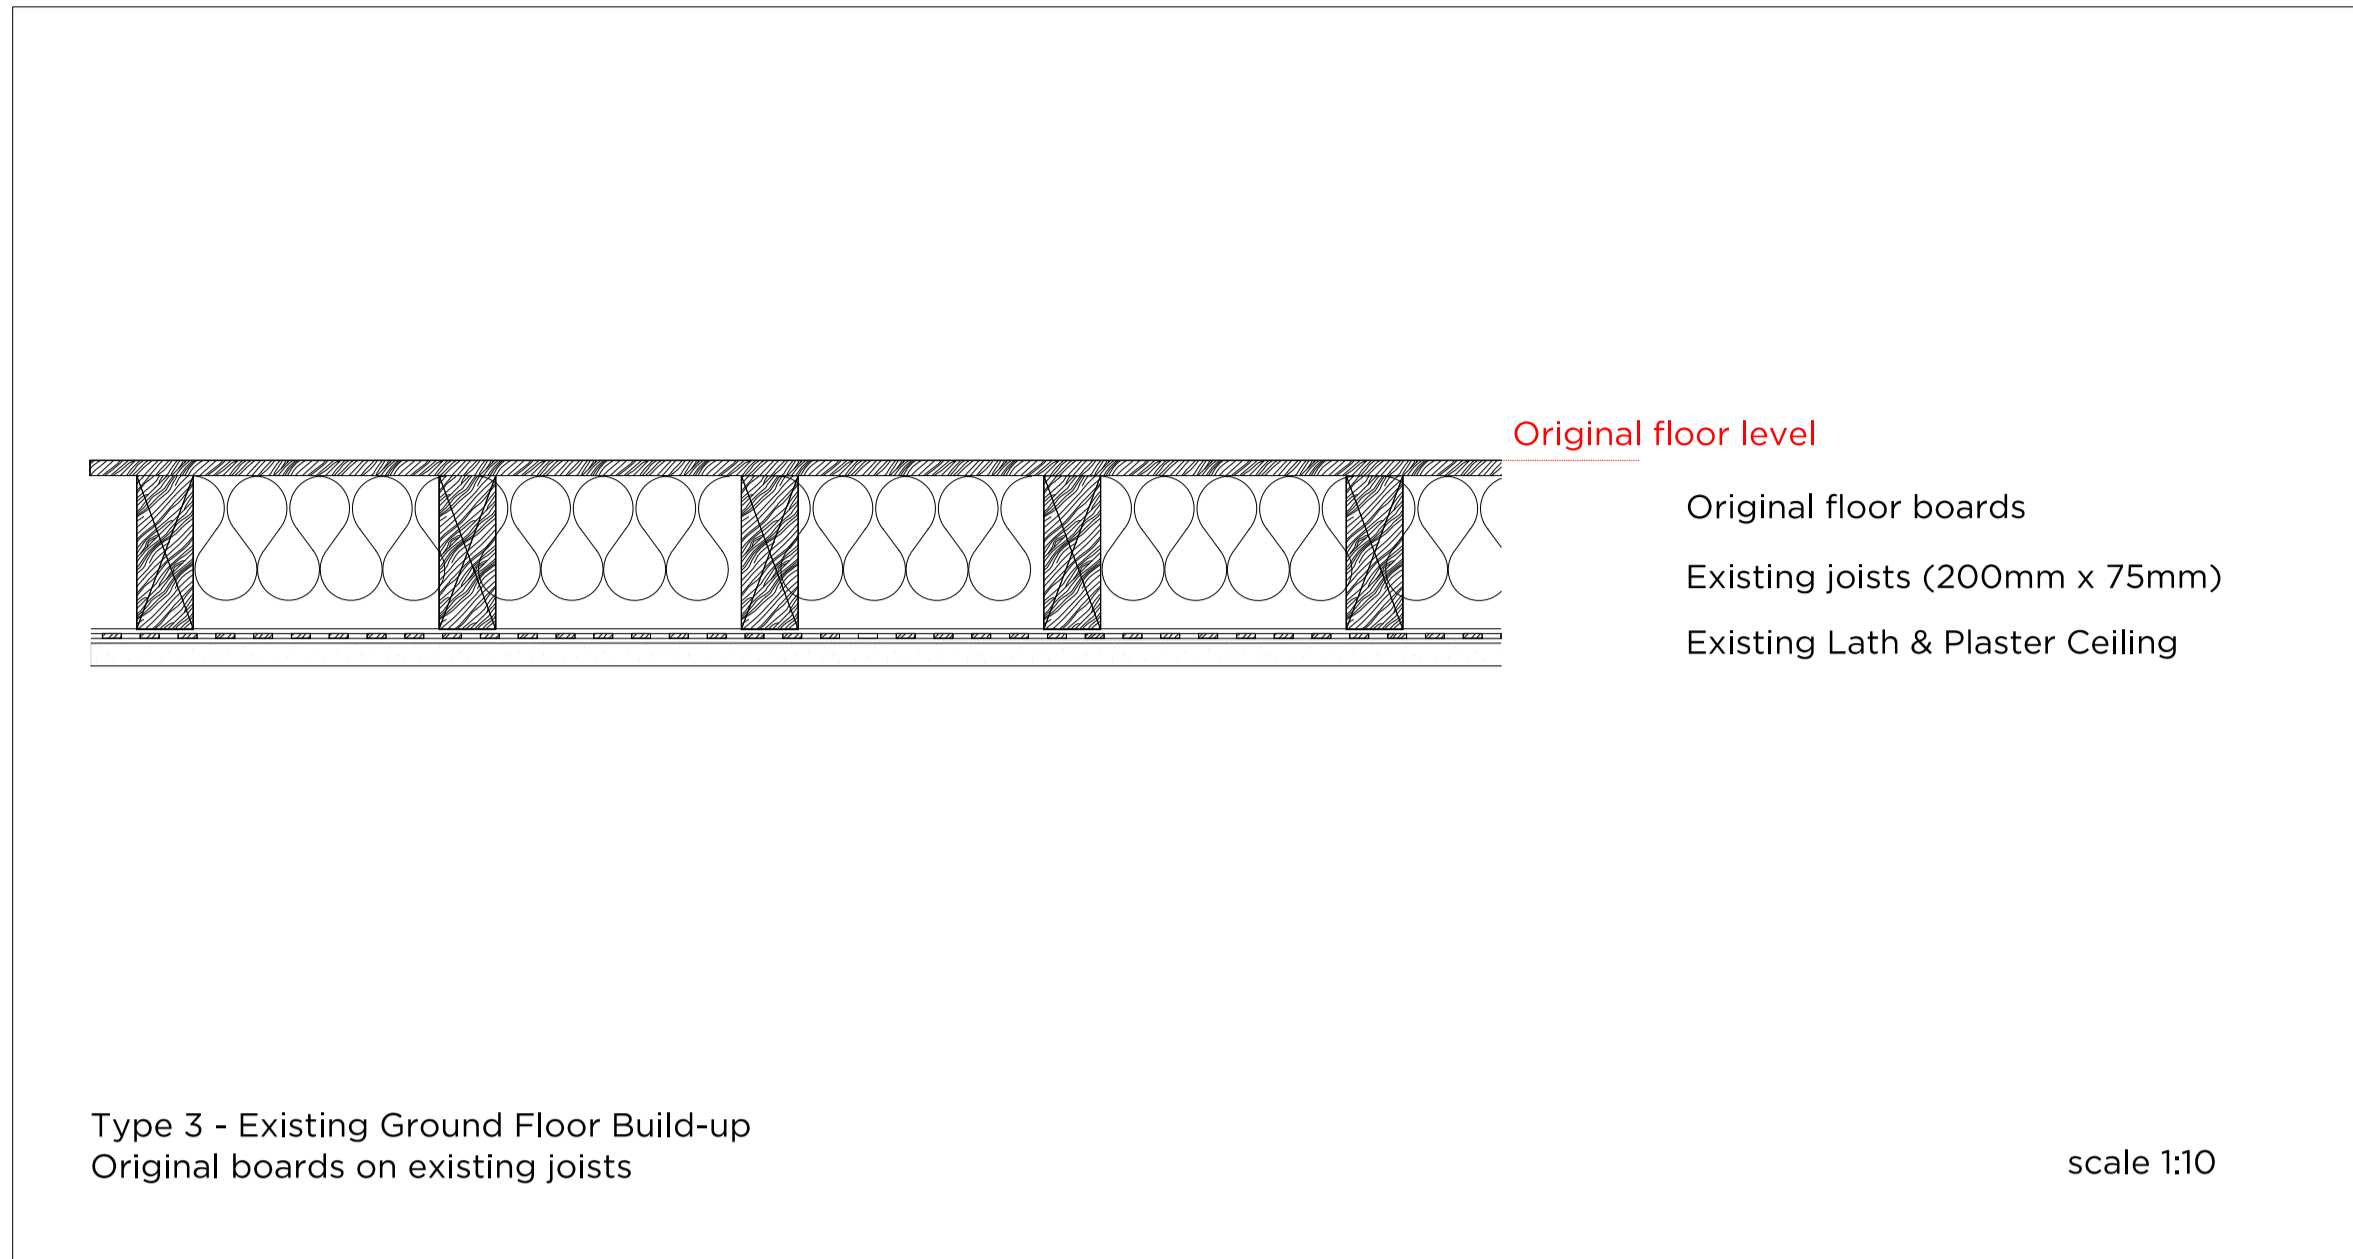 Original floor level
Original floor boards
Existing joists (200mm x 75mm)
Existing Lath & Plaster Ceiling
Type 3 - Existing Ground Floor Build-up
Original boards on existing joists
scale 1:10